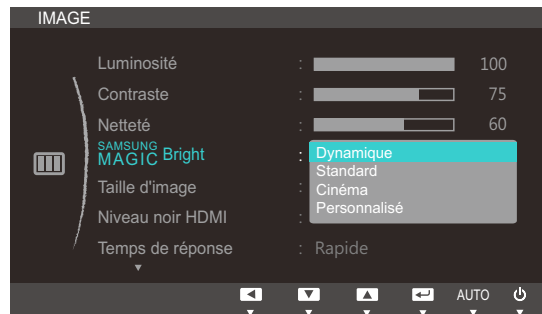 IMAGE
Luminosité : 100
Contraste : 75
Netteté : 60
SAMSUNG MAGIC Bright : Dynamique
Standard
Taille d'image : Cinéma
Personnalisé
Niveau noir HDMI :
Temps de réponse : Rapide
AUTO